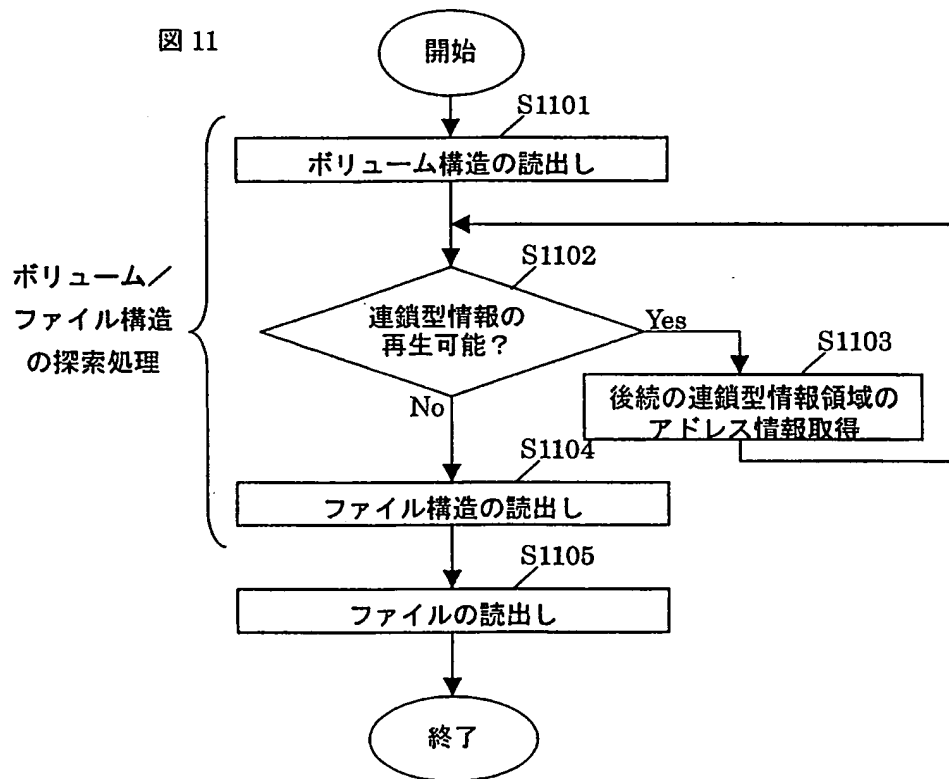 図 11
開始
S1101
ボリューム構造の読出し
S1102
連鎖型情報の
再生可能？
Yes
No
S1103
後続の連鎖型情報領域の
アドレス情報取得
ボリューム／
ファイル構造
の探索処理
S1104
ファイル構造の読出し
S1105
ファイルの読出し
終了